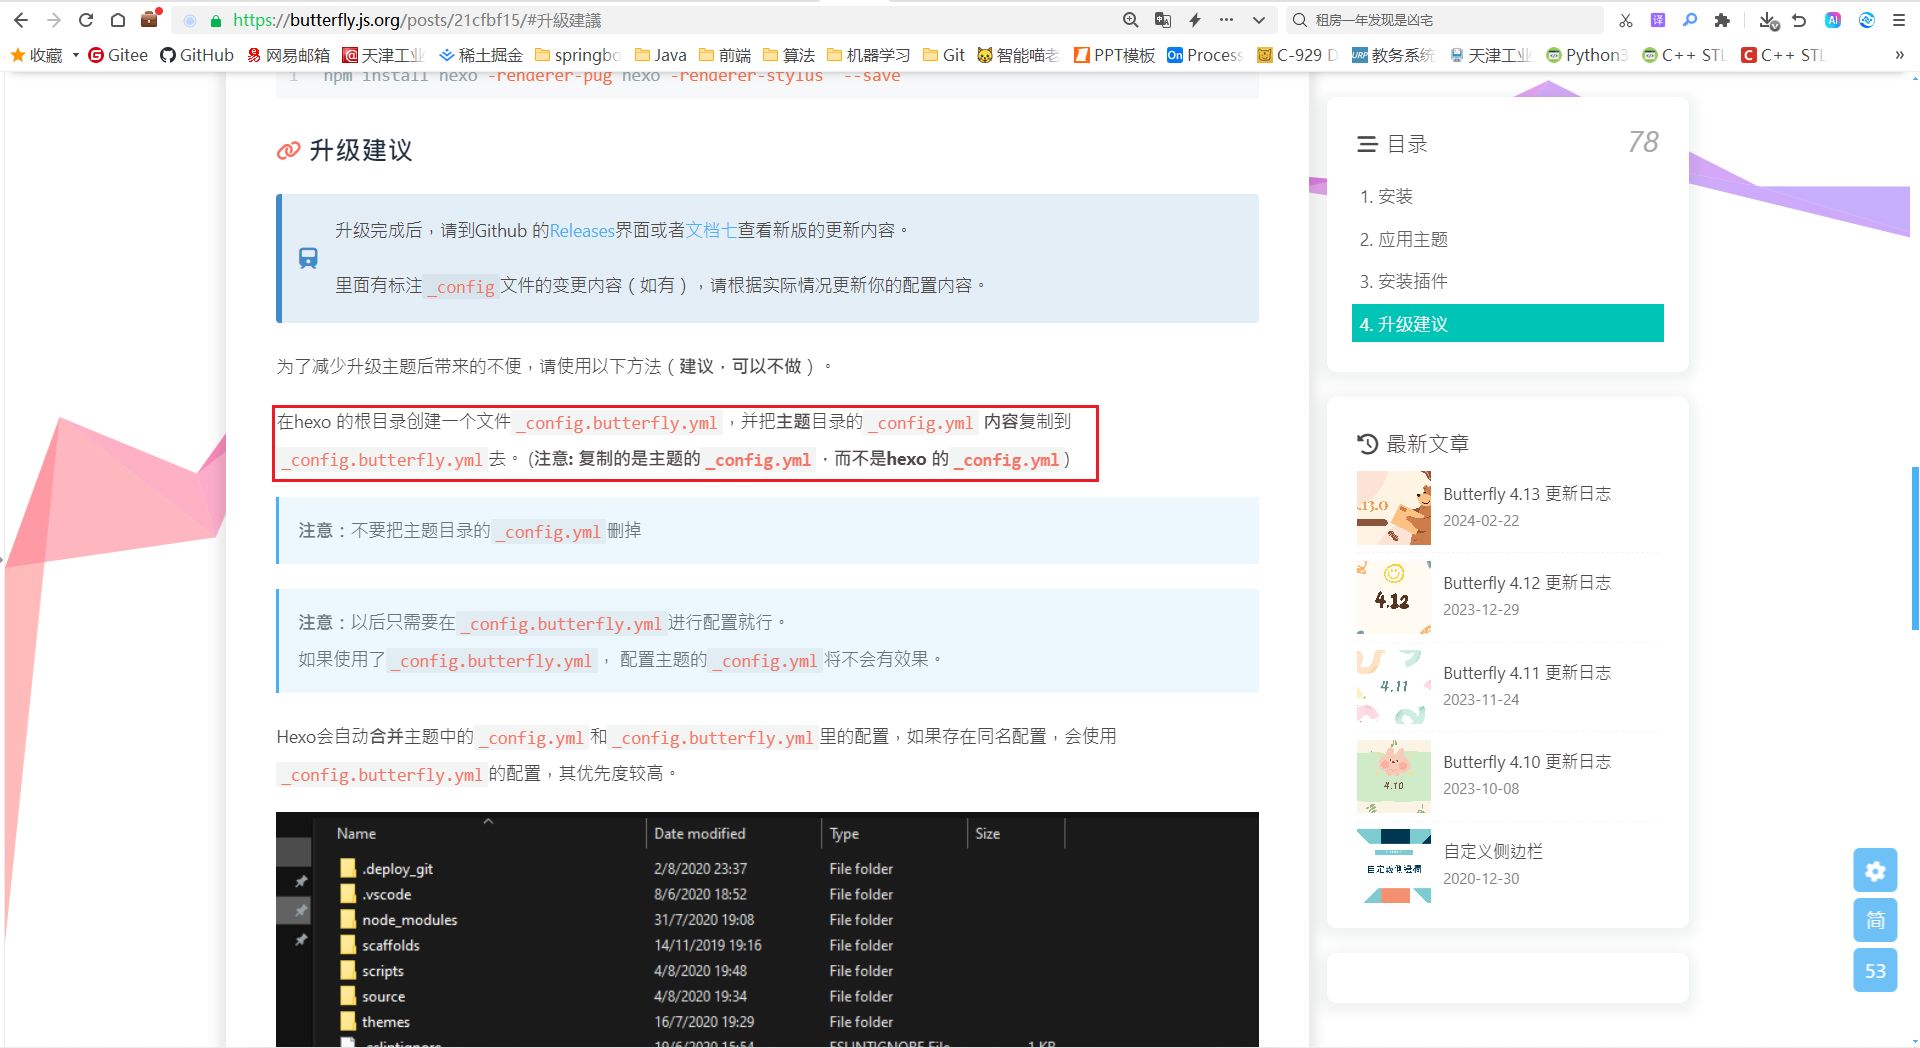 https://butterfly.js.org/posts/21cfbf15/#升級建議
租房一年发现是凶宅
收藏 Gitee GitHub 网易邮箱 天津工业 稀土掘金 springbo Java 前端 算法 机器学习 Git 智能喵老 PPT模板 Process C-929 D 教务系统 天津工业 Python3 C++ STL C++ STL
1 npm install hexo-renderer-pug hexo-renderer-stylus --save
升级建议
升级完成后，请到Github 的Releases界面或者文档七查看新版的更新内容。
里面有标注 _config 文件的变更内容（如有），请根据实际情况更新你的配置内容。
为了减少升级主题后带来的不便，请使用以下方法（建议，可以不做）。
在hexo 的根目录创建一个文件 _config.butterfly.yml ，并把主题目录的 _config.yml 内容复制到
_config.butterfly.yml 去。 (注意: 复制的是主题的 _config.yml ，而不是hexo 的 _config.yml )
注意：不要把主题目录的 _config.yml 删掉
注意：以后只需要在 _config.butterfly.yml 进行配置就行。
如果使用了 _config.butterfly.yml ， 配置主题的 _config.yml 将不会有效果。
Hexo会自动合并主题中的 _config.yml 和 _config.butterfly.yml 里的配置，如果存在同名配置，会使用
_config.butterfly.yml 的配置，其优先度较高。
Name Date modified Type Size
.deploy_git 2/8/2020 23:37 File folder
.vscode 8/6/2020 18:52 File folder
node_modules 31/7/2020 19:08 File folder
scaffolds 14/11/2019 19:16 File folder
scripts 4/8/2020 19:48 File folder
source 4/8/2020 19:34 File folder
themes 16/7/2020 19:29 File folder
.eslintignore 19/6/2020 15:54 ESLINTIGNORE File 1 KB
目录 78
1. 安装
2. 应用主题
3. 安装插件
4. 升级建议
最新文章
.13.0
Butterfly 4.13 更新日志
2024-02-22
4.12
Butterfly 4.12 更新日志
2023-12-29
4.11
Butterfly 4.11 更新日志
2023-11-24
4.10
Butterfly 4.10 更新日志
2023-10-08
自定义侧边栏
2020-12-30
简
53